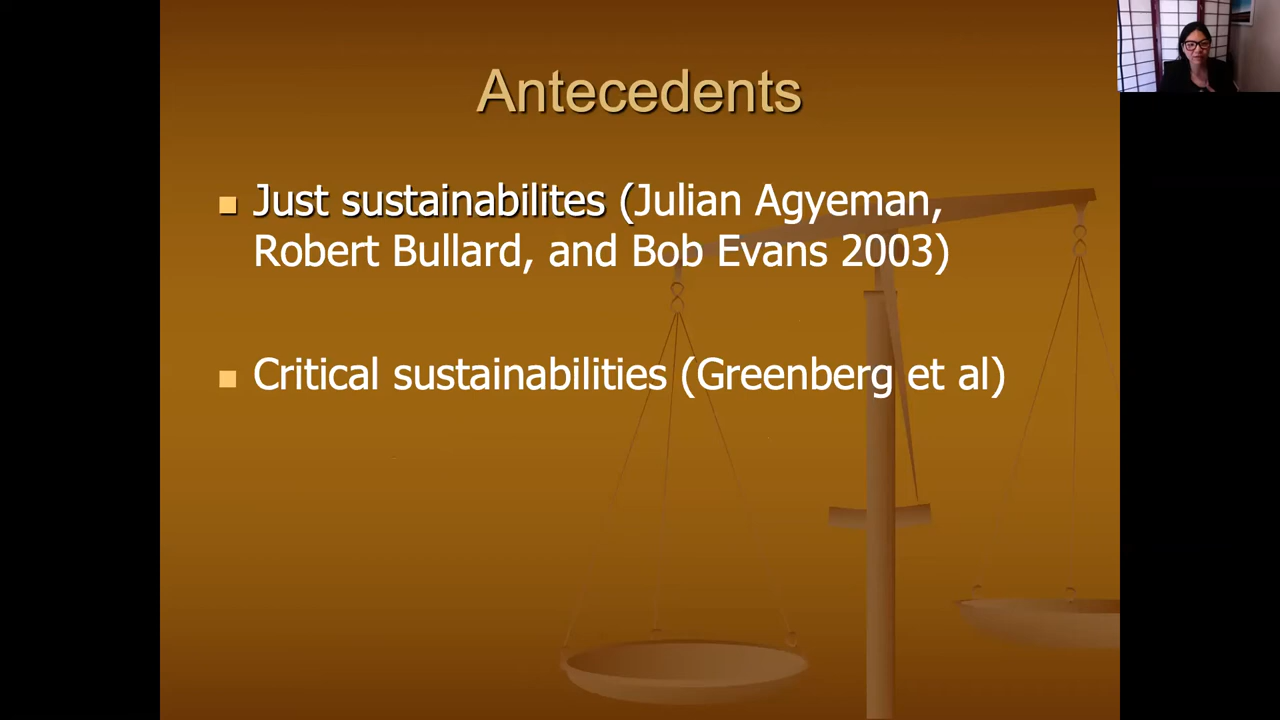 Antecedents
Just sustainabilites (Julian Agyeman,
Robert Bullard, and Bob Evans 2003)
Critical sustainabilities (Greenberg et al)